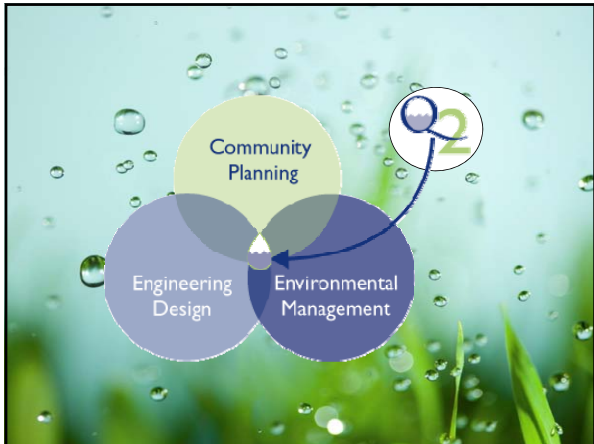 Community
Planning
Q2
Engineering
Design
Environmental
Management